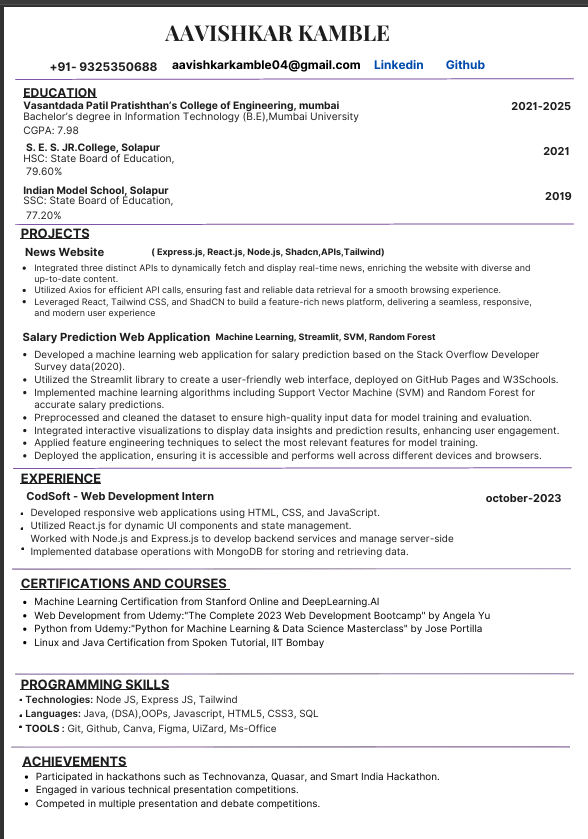 AAVISHKAR KAMBLE
+91- 9325350688 aavishkarkamble04@gmail.com Linkedin Github
EDUCATION
Vasantdada Patil Pratishthan's College of Engineering, mumbai 2021-2025
Bachelor's degree in Information Technology (B.E),Mumbai University
CGPA: 7.98
S. E. S. JR.College, Solapur 2021
HSC: State Board of Education,
79.60%
Indian Model School, Solapur 2019
SSC: State Board of Education,
77.20%
PROJECTS
News Website ( Express.js, React.js, Node.js, Shadcn,APIs,Tailwind)
• Integrated three distinct APIs to dynamically fetch and display real-time news, enriching the website with diverse and
up-to-date content.
• Utilized Axios for efficient API calls, ensuring fast and reliable data retrieval for a smooth browsing experience.
• Leveraged React, Tailwind CSS, and ShadCN to build a feature-rich news platform, delivering a seamless, responsive,
and modern user experience
Salary Prediction Web Application Machine Learning, Streamlit, SVM, Random Forest
• Developed a machine learning web application for salary prediction based on the Stack Overflow Developer
Survey data(2020).
• Utilized the Streamlit library to create a user-friendly web interface, deployed on GitHub Pages and W3Schools.
• Implemented machine learning algorithms including Support Vector Machine (SVM) and Random Forest for
accurate salary predictions.
• Preprocessed and cleaned the dataset to ensure high-quality input data for model training and evaluation.
• Integrated interactive visualizations to display data insights and prediction results, enhancing user engagement.
• Applied feature engineering techniques to select the most relevant features for model training.
• Deployed the application, ensuring it is accessible and performs well across different devices and browsers.
EXPERIENCE
CodSoft - Web Development Intern october-2023
• Developed responsive web applications using HTML, CSS, and JavaScript.
• Utilized React.js for dynamic UI components and state management.
Worked with Node.js and Express.js to develop backend services and manage server-side
• Implemented database operations with MongoDB for storing and retrieving data.
CERTIFICATIONS AND COURSES
• Machine Learning Certification from Stanford Online and DeepLearning.AI
• Web Development from Udemy:"The Complete 2023 Web Development Bootcamp" by Angela Yu
• Python from Udemy:"Python for Machine Learning & Data Science Masterclass" by Jose Portilla
• Linux and Java Certification from Spoken Tutorial, IIT Bombay
PROGRAMMING SKILLS
• Technologies: Node JS, Express JS, Tailwind
• Languages: Java, (DSA),OOPs, Javascript, HTML5, CSS3, SQL
• TOOLS : Git, Github, Canva, Figma, UiZard, Ms-Office
ACHIEVEMENTS
• Participated in hackathons such as Technovanza, Quasar, and Smart India Hackathon.
• Engaged in various technical presentation competitions.
• Competed in multiple presentation and debate competitions.